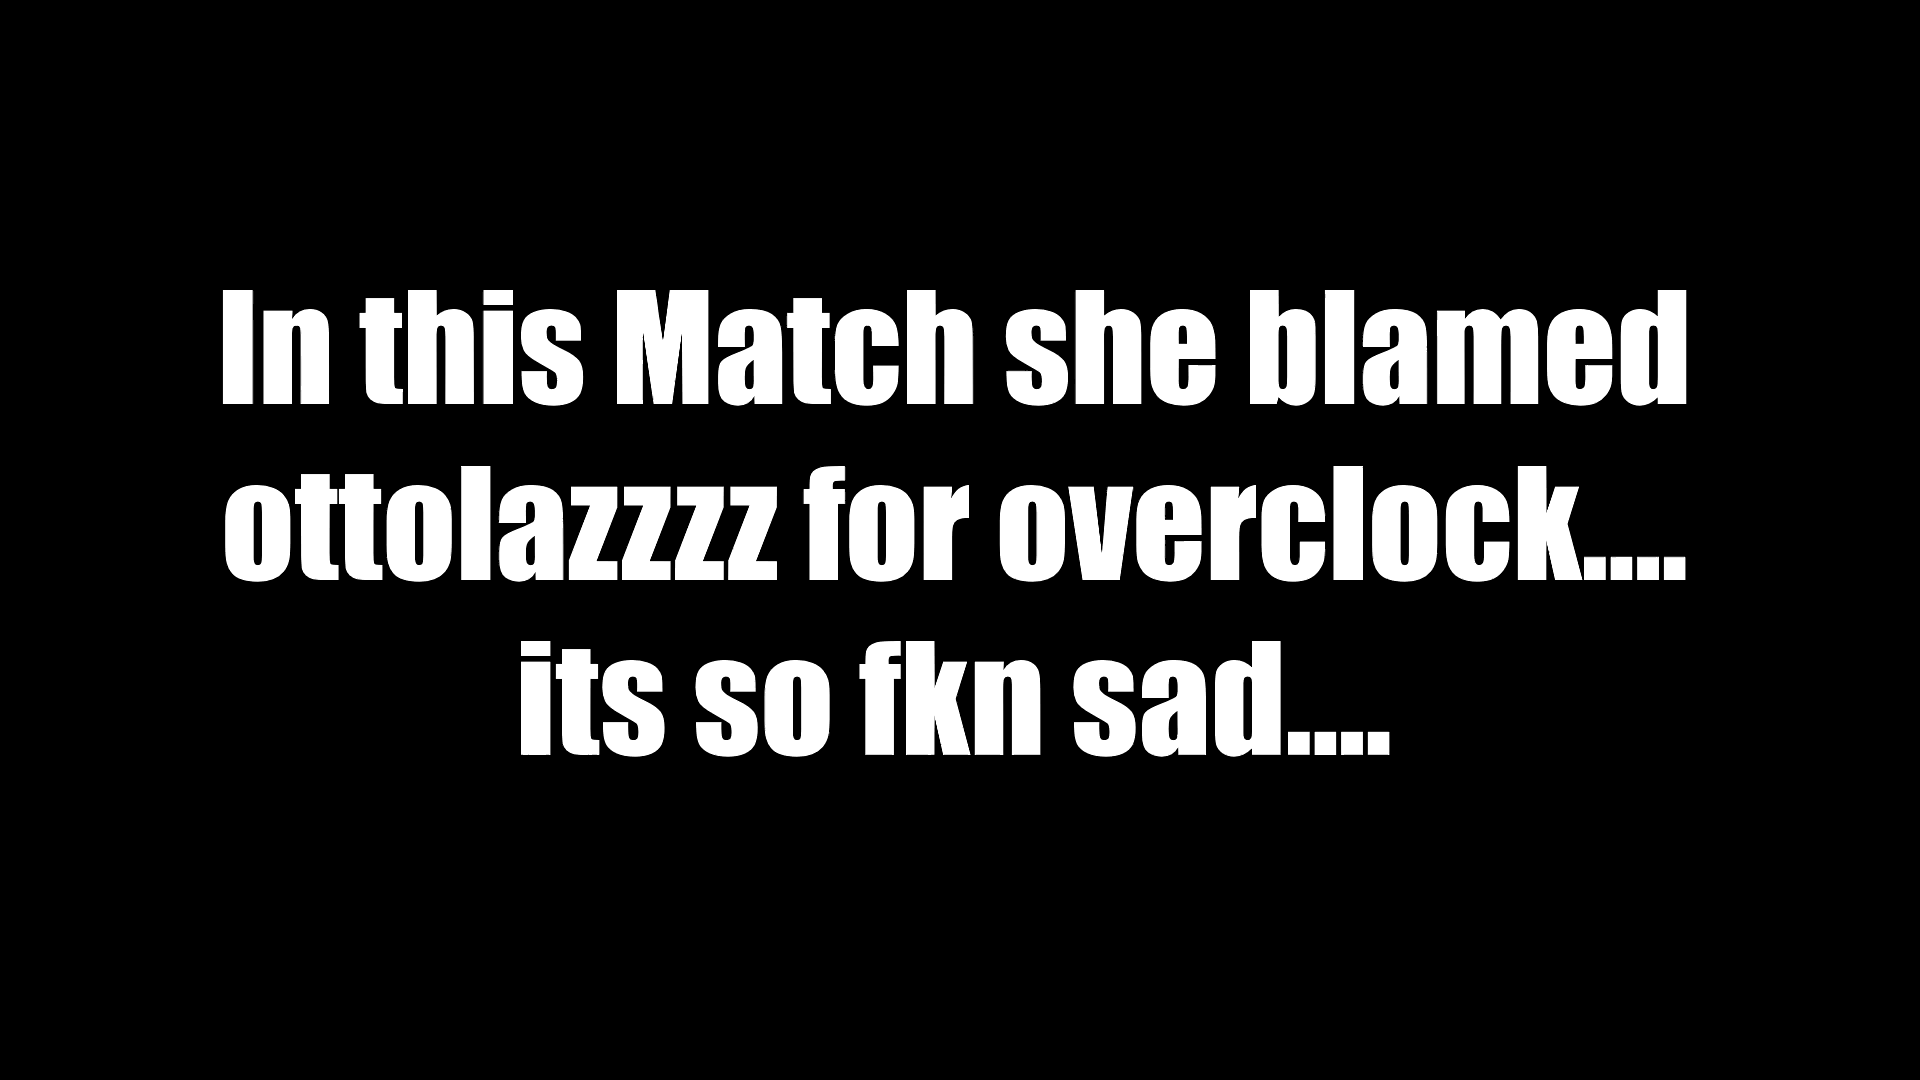 In this Match she blamed
ottolazzzz for overclock....
its so fkn sad....